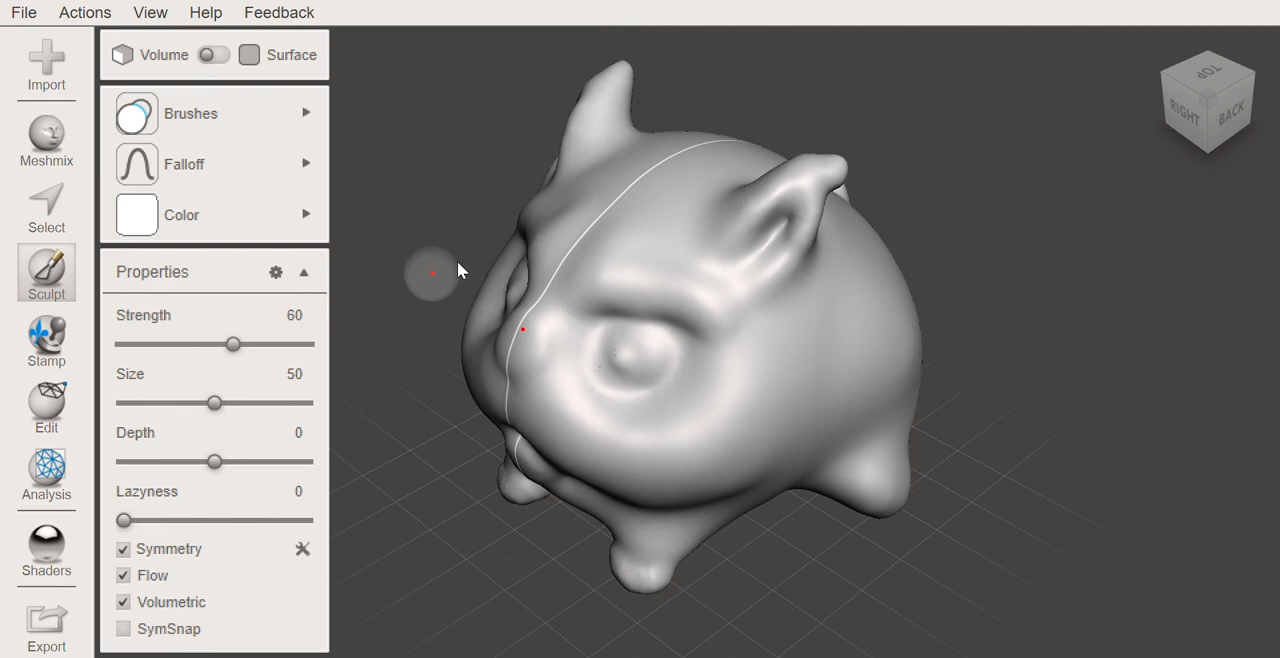 File Actions View Help Feedback
Import
Meshmix
Select
Sculpt
Stamp
Edit
Analysis
Shaders
Export
Volume Surface
Brushes
Falloff
Color
Properties
Strength 60
Size 50
Depth 0
Lazyness 0
Symmetry
Flow
Volumetric
SymSnap
TOP
RIGHT BACK